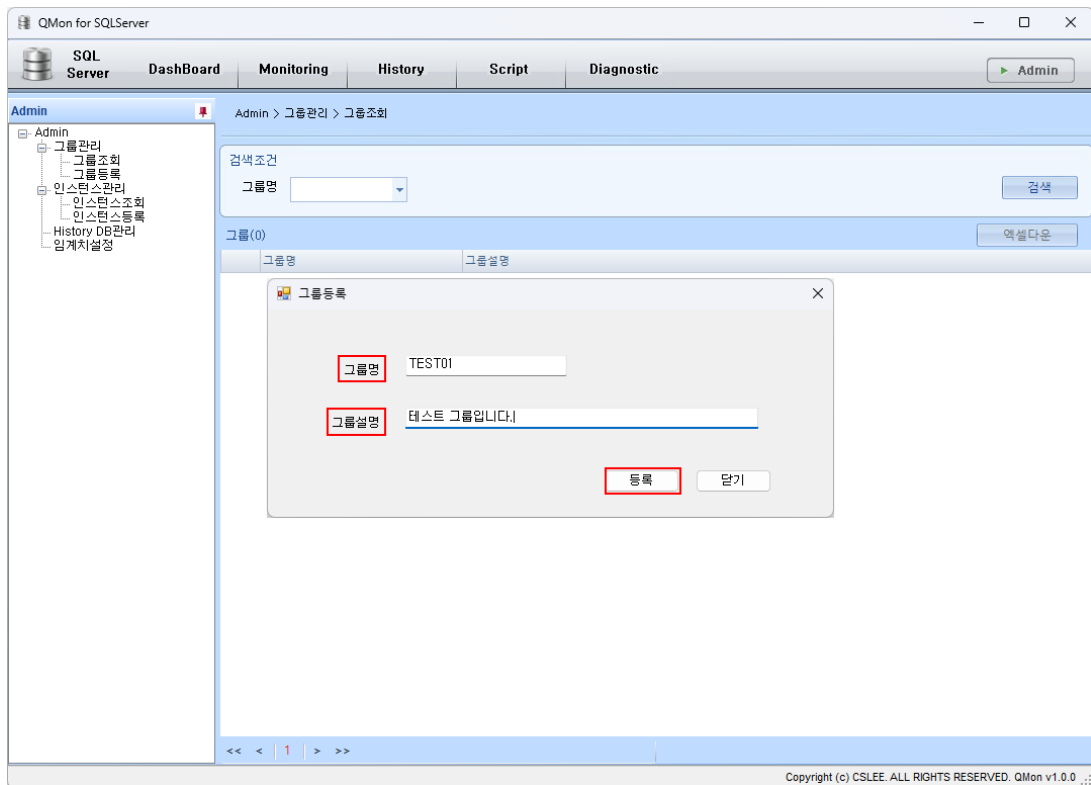 QMon for SQLServer
SQL Server DashBoard Monitoring History Script Diagnostic Admin
Admin
Admin
그룹관리
그룹조회
그룹등록
인스턴스관리
인스턴스조회
인스턴스등록
History DB관리
임계치설정
Admin > 그룹관리 > 그룹조회
검색조건
그룹명 검색
그룹(0) 엑셀다운
그룹명 그룹설명
그룹등록
그룹명 TEST01
그룹설명 테스트 그룹입니다.
등록 닫기
<< < 1 > >>
Copyright (c) CSLEE. ALL RIGHTS RESERVED. QMon v1.0.0